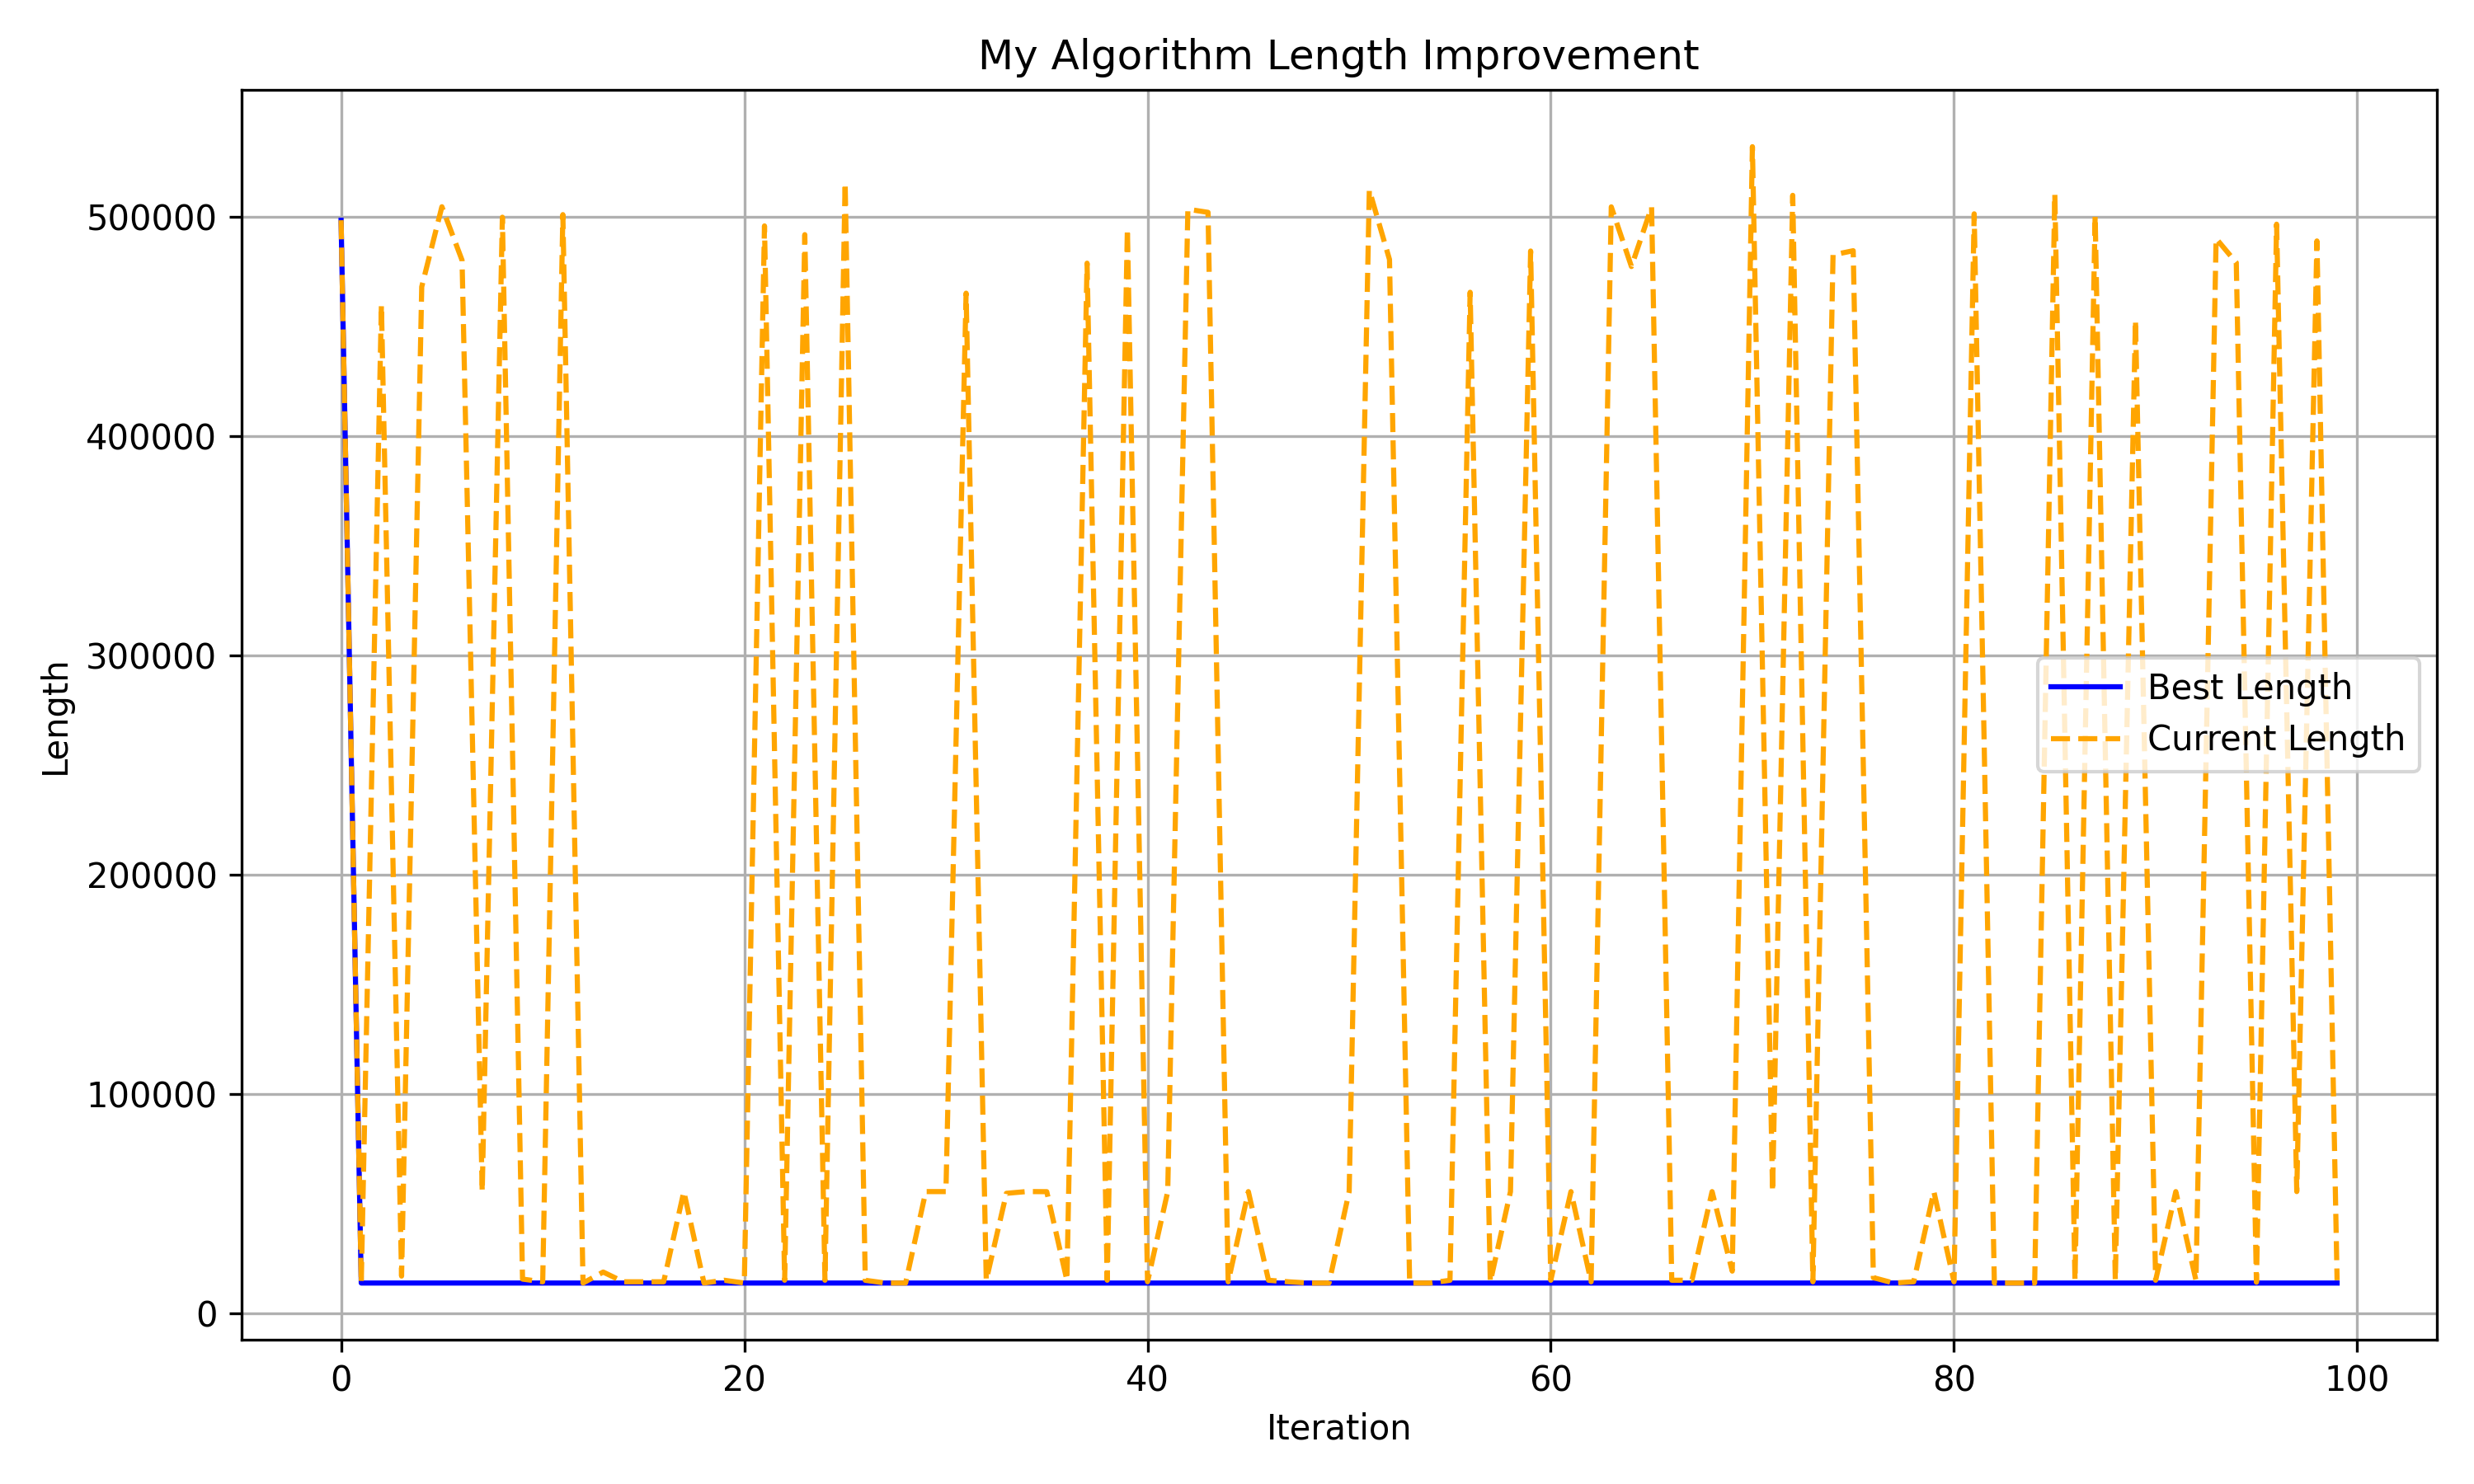 My Algorithm Length Improvement
500000
400000
300000
200000
100000
0
Length
Best Length
Current Length
0 20 40 60 80 100
Iteration